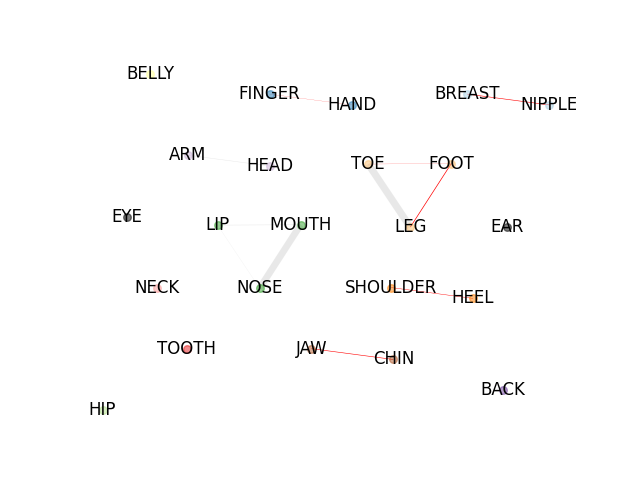 BELLY
FINGER
HAND
BREAST
NIPPLE
ARM
HEAD
TOE
FOOT
EYE
LIP
MOUTH
LEG
EAR
NECK
NOSE
SHOULDER
HEEL
TOOTH
JAW
CHIN
BACK
HIP